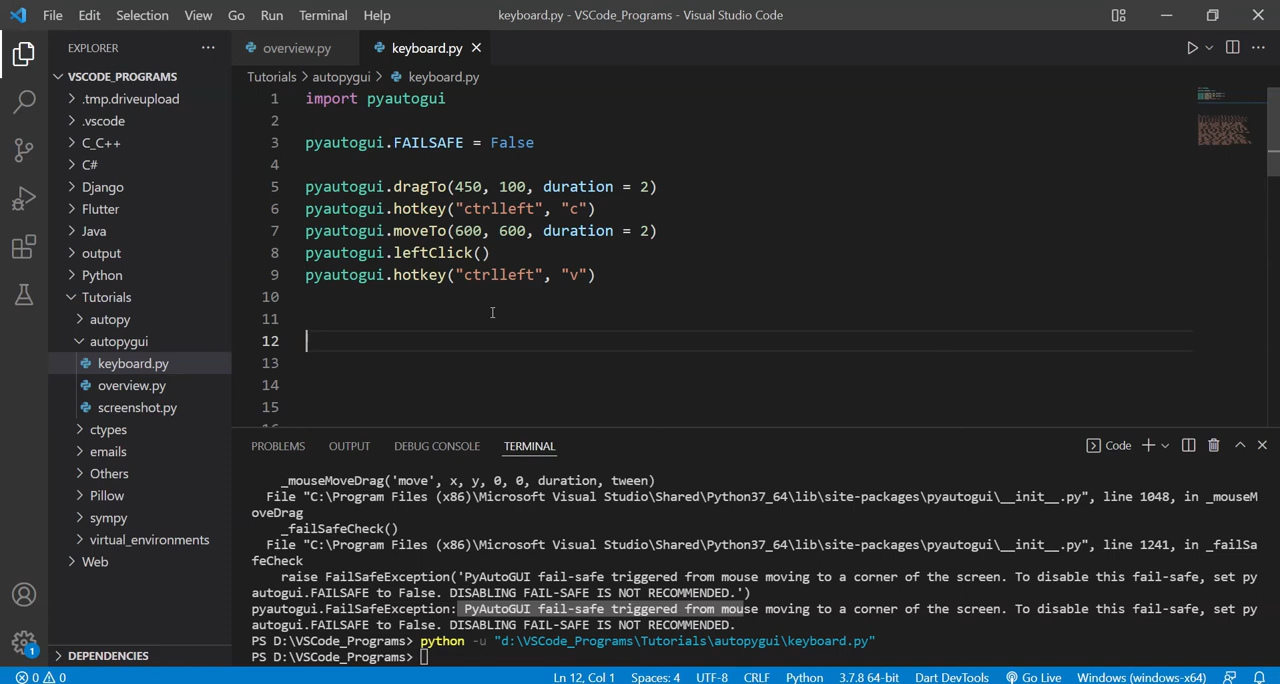 File Edit Selection View Go Run Terminal Help keyboard.py - VSCode_Programs - Visual Studio Code
EXPLORER
overview.py keyboard.py
VSCODE_PROGRAMS
.tmp.driveupload
.vscode
C_C++
C#
Django
Flutter
Java
output
Python
Tutorials
autopy
autopygui
keyboard.py
overview.py
screenshot.py
ctypes
emails
Others
Pillow
sympy
virtual_environments
Web
DEPENDENCIES
Tutorials > autopygui > keyboard.py
1 import pyautogui
2
3 pyautogui.FAILSAFE = False
4
5 pyautogui.dragTo(450, 100, duration = 2)
6 pyautogui.hotkey("ctrlleft", "c")
7 pyautogui.moveTo(600, 600, duration = 2)
8 pyautogui.leftClick()
9 pyautogui.hotkey("ctrlleft", "v")
10
11
12
13
14
15
PROBLEMS OUTPUT DEBUG CONSOLE TERMINAL Code
_mouseMoveDrag('move', x, y, 0, 0, duration, tween)
File "C:\Program Files (x86)\Microsoft Visual Studio\Shared\Python37_64\lib\site-packages\pyautogui\__init__.py", line 1048, in _mouseM
oveDrag
_failSafeCheck()
File "C:\Program Files (x86)\Microsoft Visual Studio\Shared\Python37_64\lib\site-packages\pyautogui\__init__.py", line 1241, in _failSa
feCheck
raise FailSafeException('PyAutoGUI fail-safe triggered from mouse moving to a corner of the screen. To disable this fail-safe, set py
autogui.FAILSAFE to False. DISABLING FAIL-SAFE IS NOT RECOMMENDED.')
pyautogui.FailSafeException: PyAutoGUI fail-safe triggered from mouse moving to a corner of the screen. To disable this fail-safe, set py
autogui.FAILSAFE to False. DISABLING FAIL-SAFE IS NOT RECOMMENDED.
PS D:\VSCode_Programs> python -u "d:\VSCode_Programs\Tutorials\autopygui\keyboard.py"
PS D:\VSCode_Programs>
1
0 0 Ln 12, Col 1 Spaces: 4 UTF-8 CRLF Python 3.7.8 64-bit Dart DevTools Go Live Windows (windows-x64)